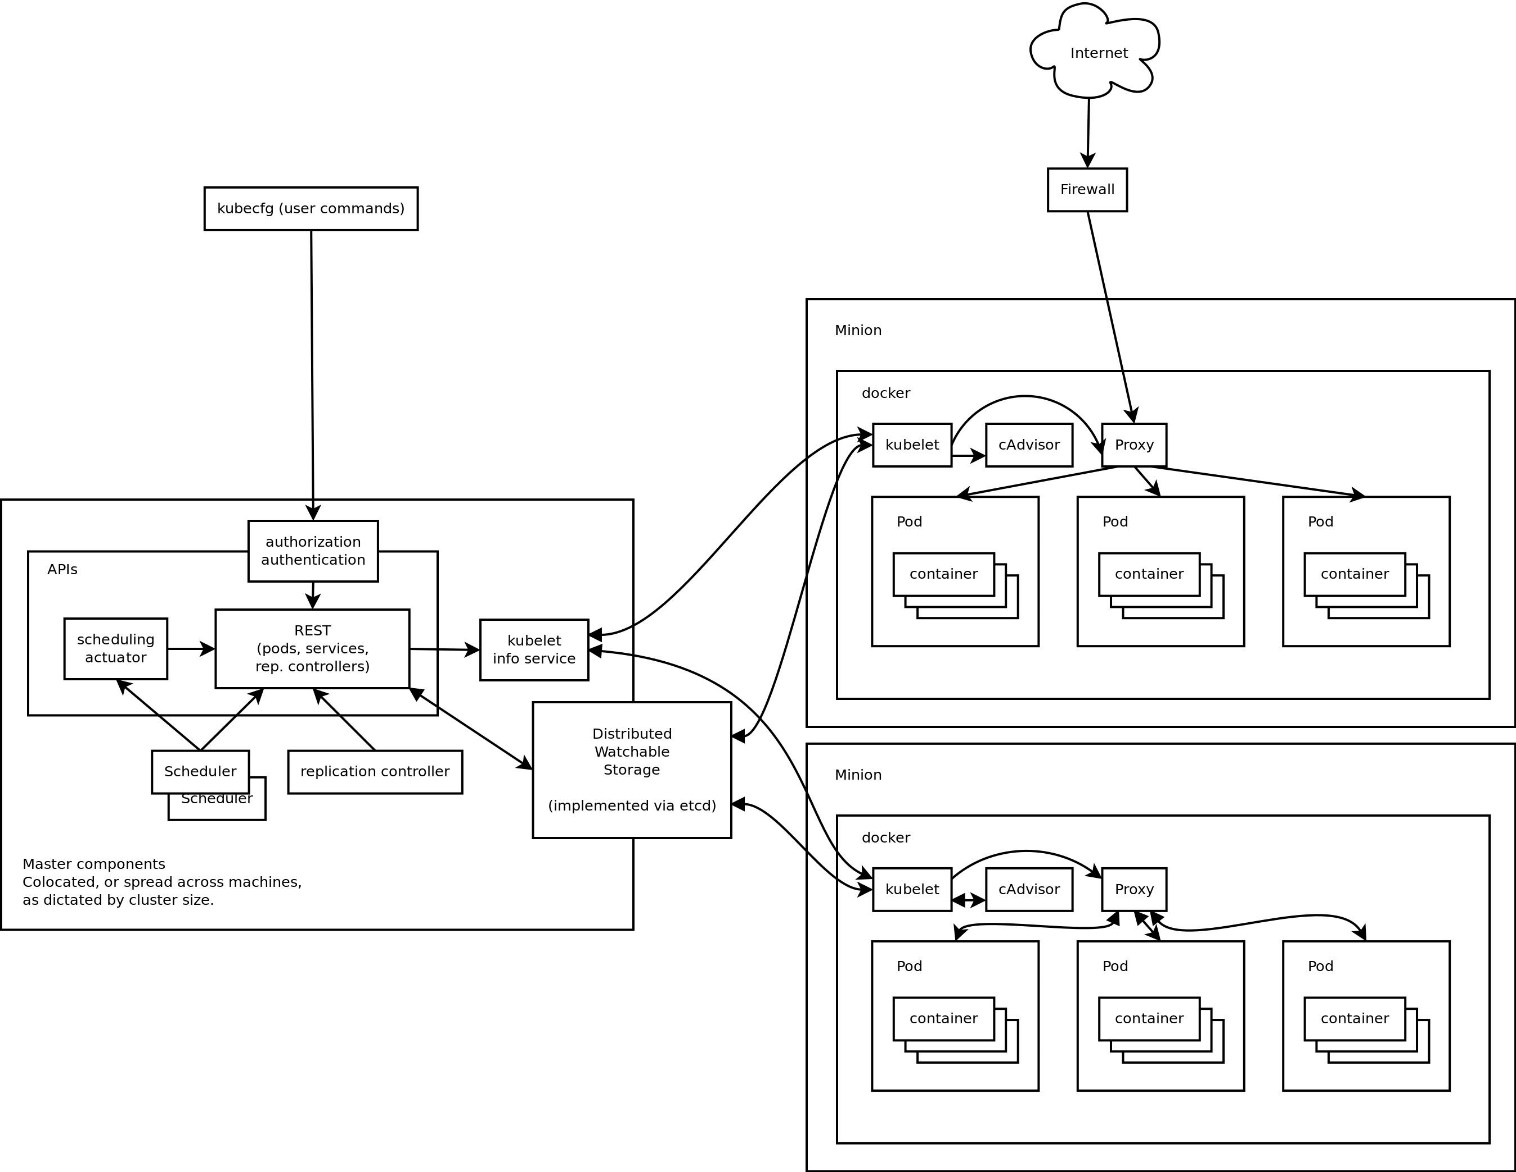 Internet
Firewall
kubecfg (user commands)
authorization
authentication
APIs
scheduling
actuator
REST
(pods, services,
rep. controllers)
kubelet
info service
Scheduler
Scheduler
replication controller
Distributed
Watchable
Storage
(implemented via etcd)
Master components
Colocated, or spread across machines,
as dictated by cluster size.
Minion
docker
kubelet
cAdvisor
Proxy
Pod
container
Pod
container
Pod
container
Minion
docker
kubelet
cAdvisor
Proxy
Pod
container
Pod
container
Pod
container